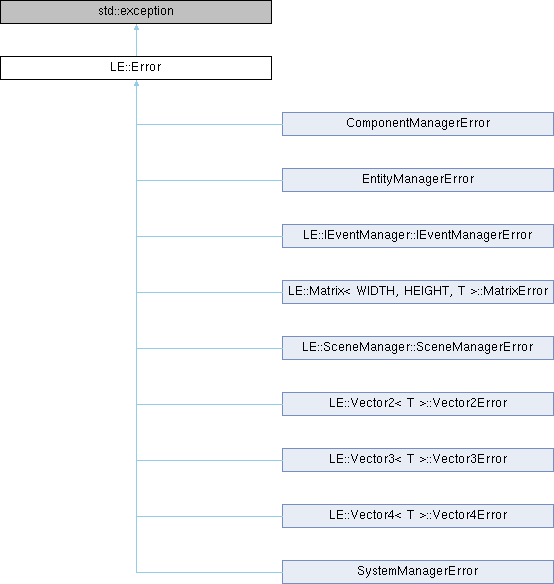 std::exception
LE::Error
ComponentManagerError
EntityManagerError
LE::IEventManager::IEventManagerError
LE::Matrix< WIDTH, HEIGHT, T >::MatrixError
LE::SceneManager::SceneManagerError
LE::Vector2< T >::Vector2Error
LE::Vector3< T >::Vector3Error
LE::Vector4< T >::Vector4Error
SystemManagerError